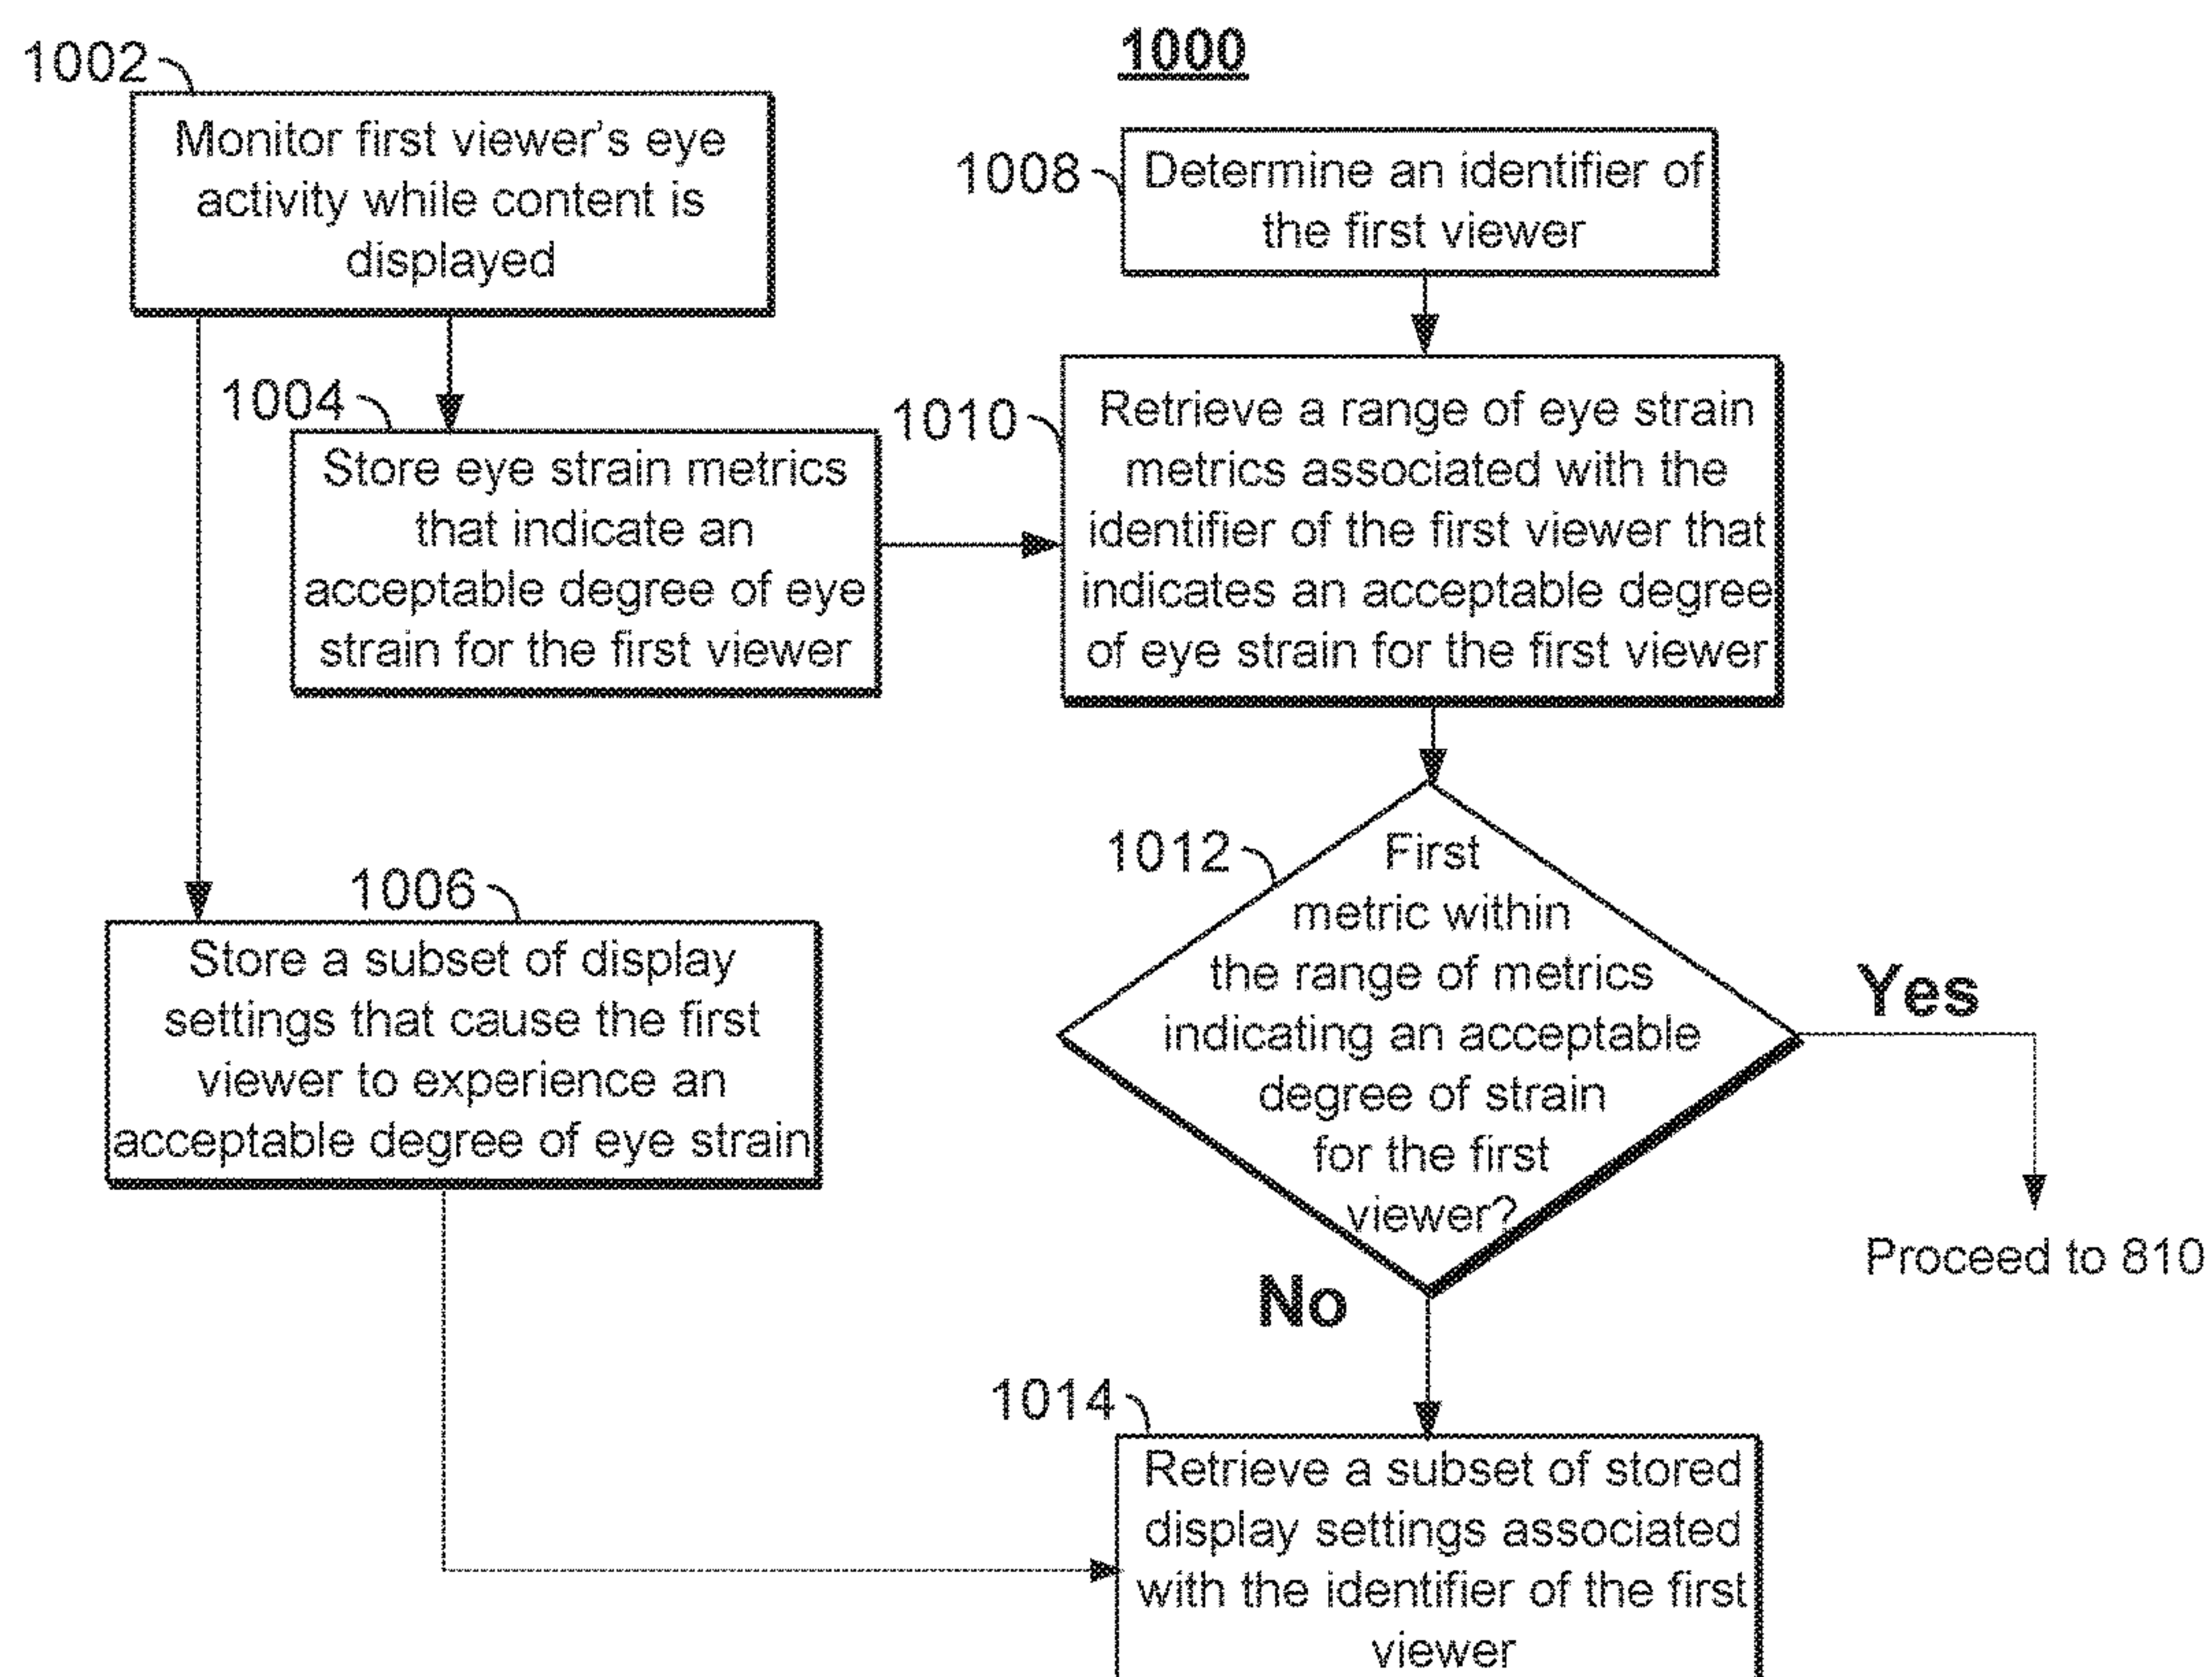 1000
1002
Monitor first viewer's eye
activity while content is
displayed
1004
Store eye strain metrics
that indicate an
acceptable degree of eye
strain for the first viewer
1006
Store a subset of display
settings that cause the first
viewer to experience an
acceptable degree of eye strain
1008
Determine an identifier of
the first viewer
1010
Retrieve a range of eye strain
metrics associated with the
identifier of the first viewer that
indicates an acceptable degree
of eye strain for the first viewer
1012
First
metric within
the range of metrics
indicating an acceptable
degree of strain
for the first
viewer?
Yes
Proceed to 810
No
1014
Retrieve a subset of stored
display settings associated
with the identifier of the first
viewer